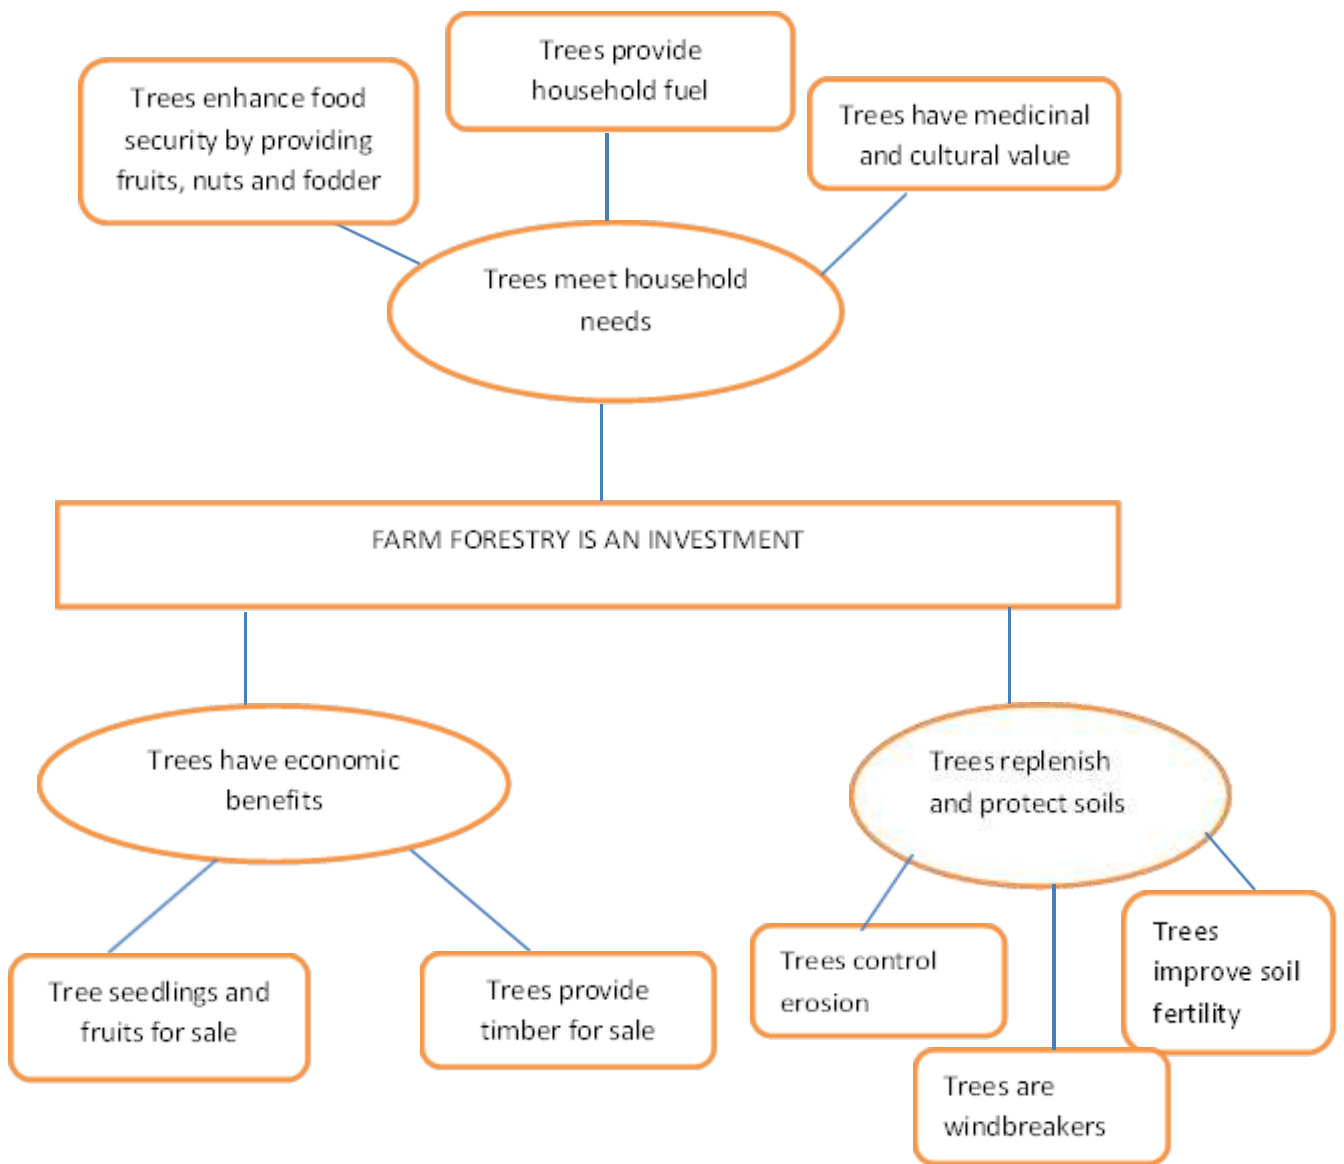 Trees provide
household fuel
Trees enhance food
security by providing
fruits, nuts and fodder
Trees have medicinal
and cultural value
Trees meet household
needs
FARM FORESTRY IS AN INVESTMENT
Trees have economic
benefits
Trees replenish
and protect soils
Tree seedlings and
fruits for sale
Trees provide
timber for sale
Trees control
erosion
Trees
improve soil
fertility
Trees are
windbreakers